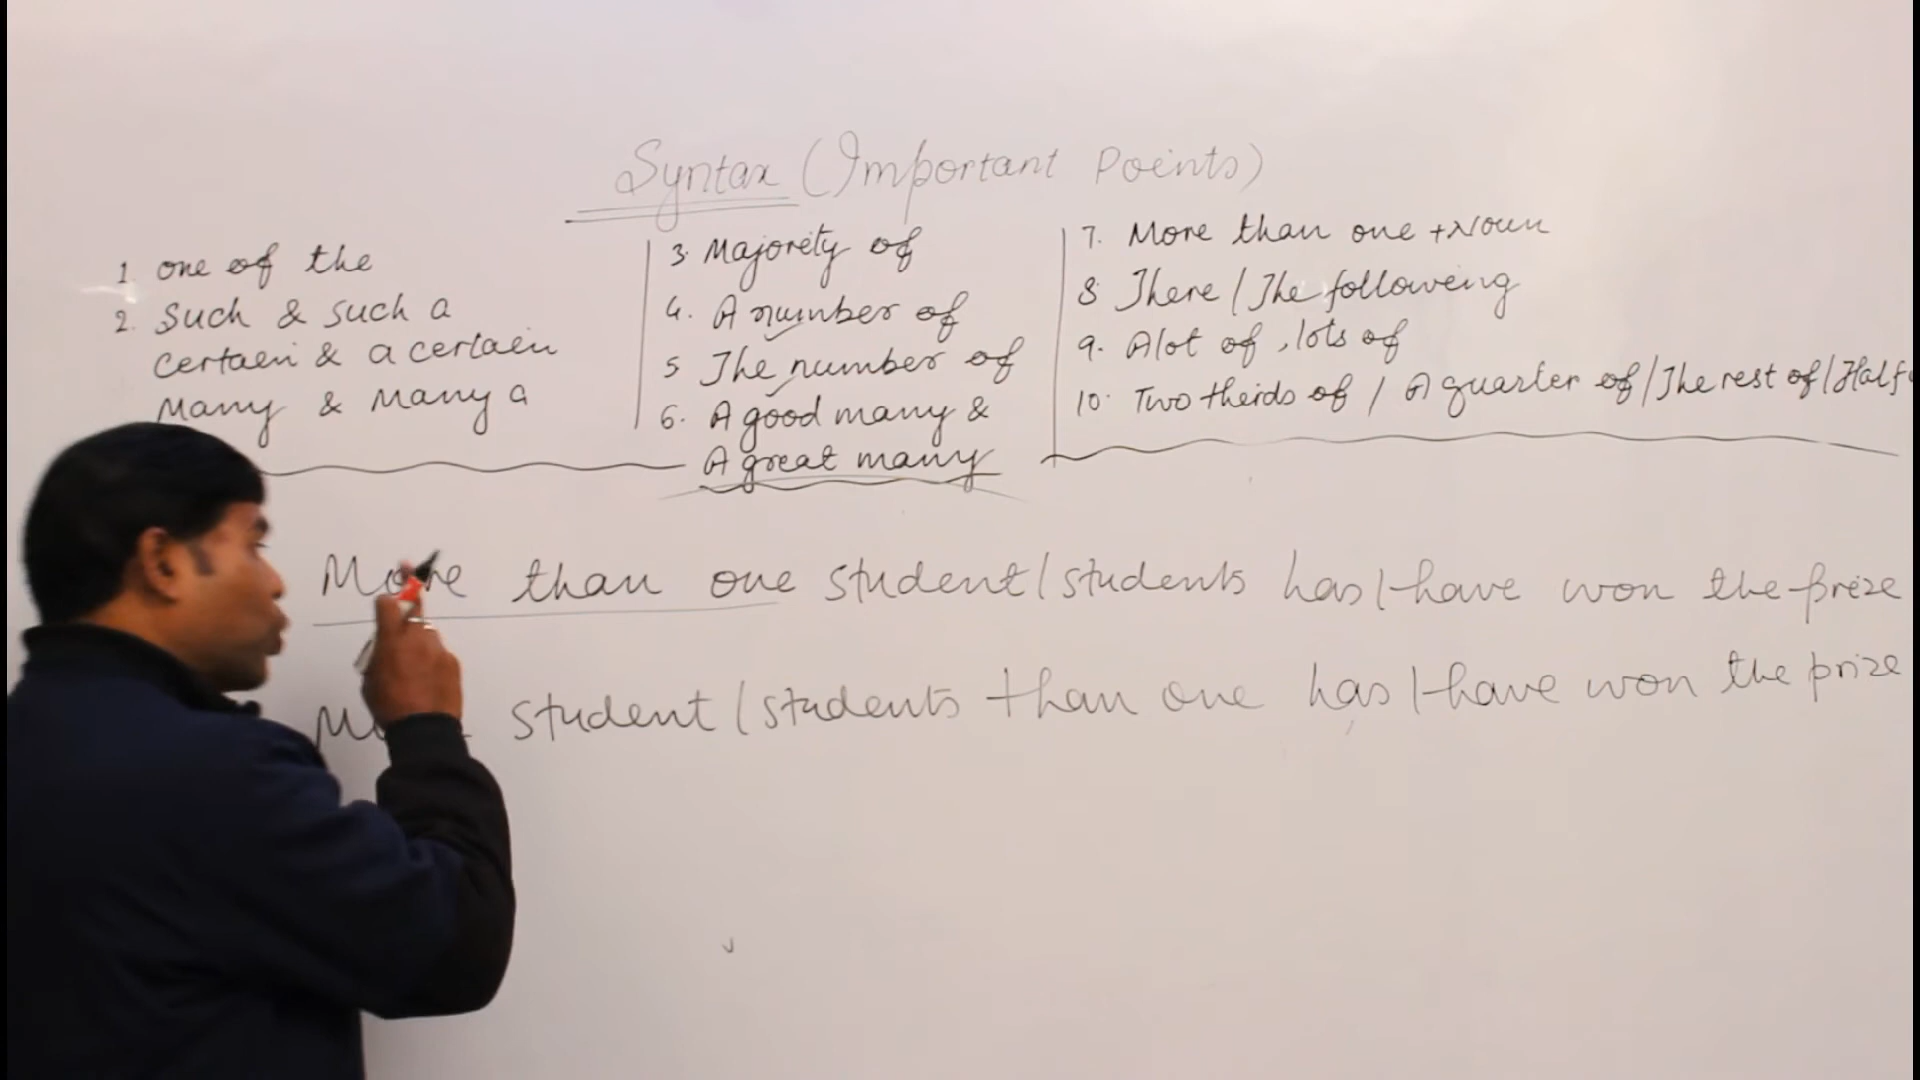 Syntax (Important Points)
1. one of the
2. Such & such a
certain & a certain
Many & Many a
3. Majority of
4. A number of
5 The number of
6. A good many &
A great many
7. More than one + Noun
8 There / The following
9. A lot of, lots of
10. Two thirds of / A quarter of / The rest of / Half
More than one student / students has / have won the prize
student / students than one has / have won the prize